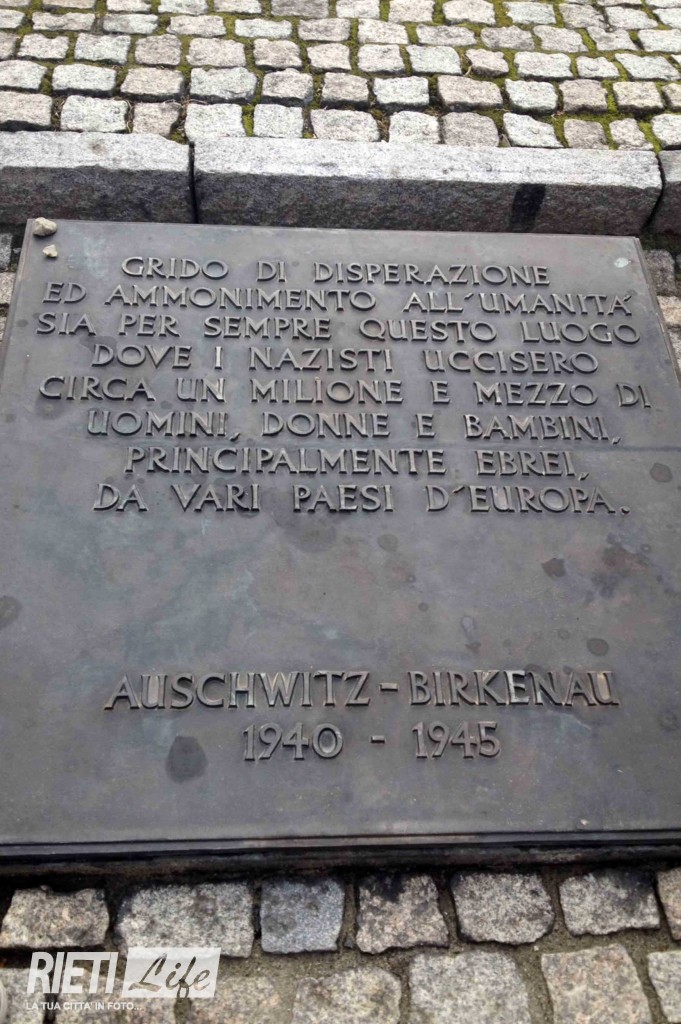 GRIDO DI DISPERAZIONE
ED AMMONIMENTO ALL´UMANITÁ
SIA PER SEMPRE QUESTO LUOGO
DOVE I NAZISTI UCCISERO
CIRCA UN MILIONE E MEZZO DI
UOMINI, DONNE E BAMBINI,
PRINCIPALMENTE EBREI,
DA VARI PAESI D´EUROPA.
AUSCHWITZ - BIRKENAU
1940 - 1945
RIETI Life
LA TUA CITTA' IN FOTO...